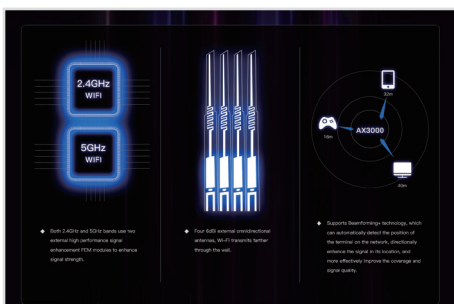 2.4GHz
WIFI
5GHz
WIFI
AX3000
◆ Both 2.4GHz and 5GHz bands use two
external high performance signal
enhancement FEM modules to enhance
signal strength.
◆ Four 6dBi external omnidirectional
antennas, Wi-Fi transmits farther
through the wall.
◆ Supports Beamforming+ technology, which
can automatically detect the position of
the terminal on the network, directionally
enhance the signal in its location, and
more effectively improve the coverage and
signal quality.